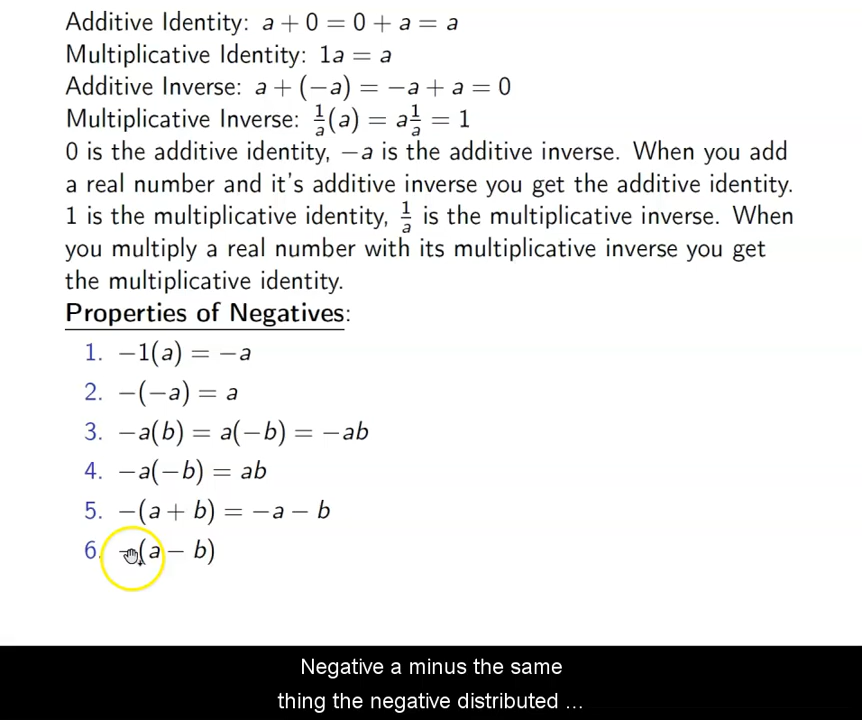 Additive Identity: a + 0 = 0 + a = a
Multiplicative Identity: 1a = a
Additive Inverse: a + (−a) = −a + a = 0
Multiplicative Inverse: 1/a(a) = a1/a = 1
0 is the additive identity, −a is the additive inverse. When you add
a real number and it's additive inverse you get the additive identity.
1 is the multiplicative identity, 1/a is the multiplicative inverse. When
you multiply a real number with its multiplicative inverse you get
the multiplicative identity.
Properties of Negatives:
1. −1(a) = −a
2. −(−a) = a
3. −a(b) = a(−b) = −ab
4. −a(−b) = ab
5. −(a + b) = −a − b
6. −(a − b)
Negative a minus the same
thing the negative distributed ...